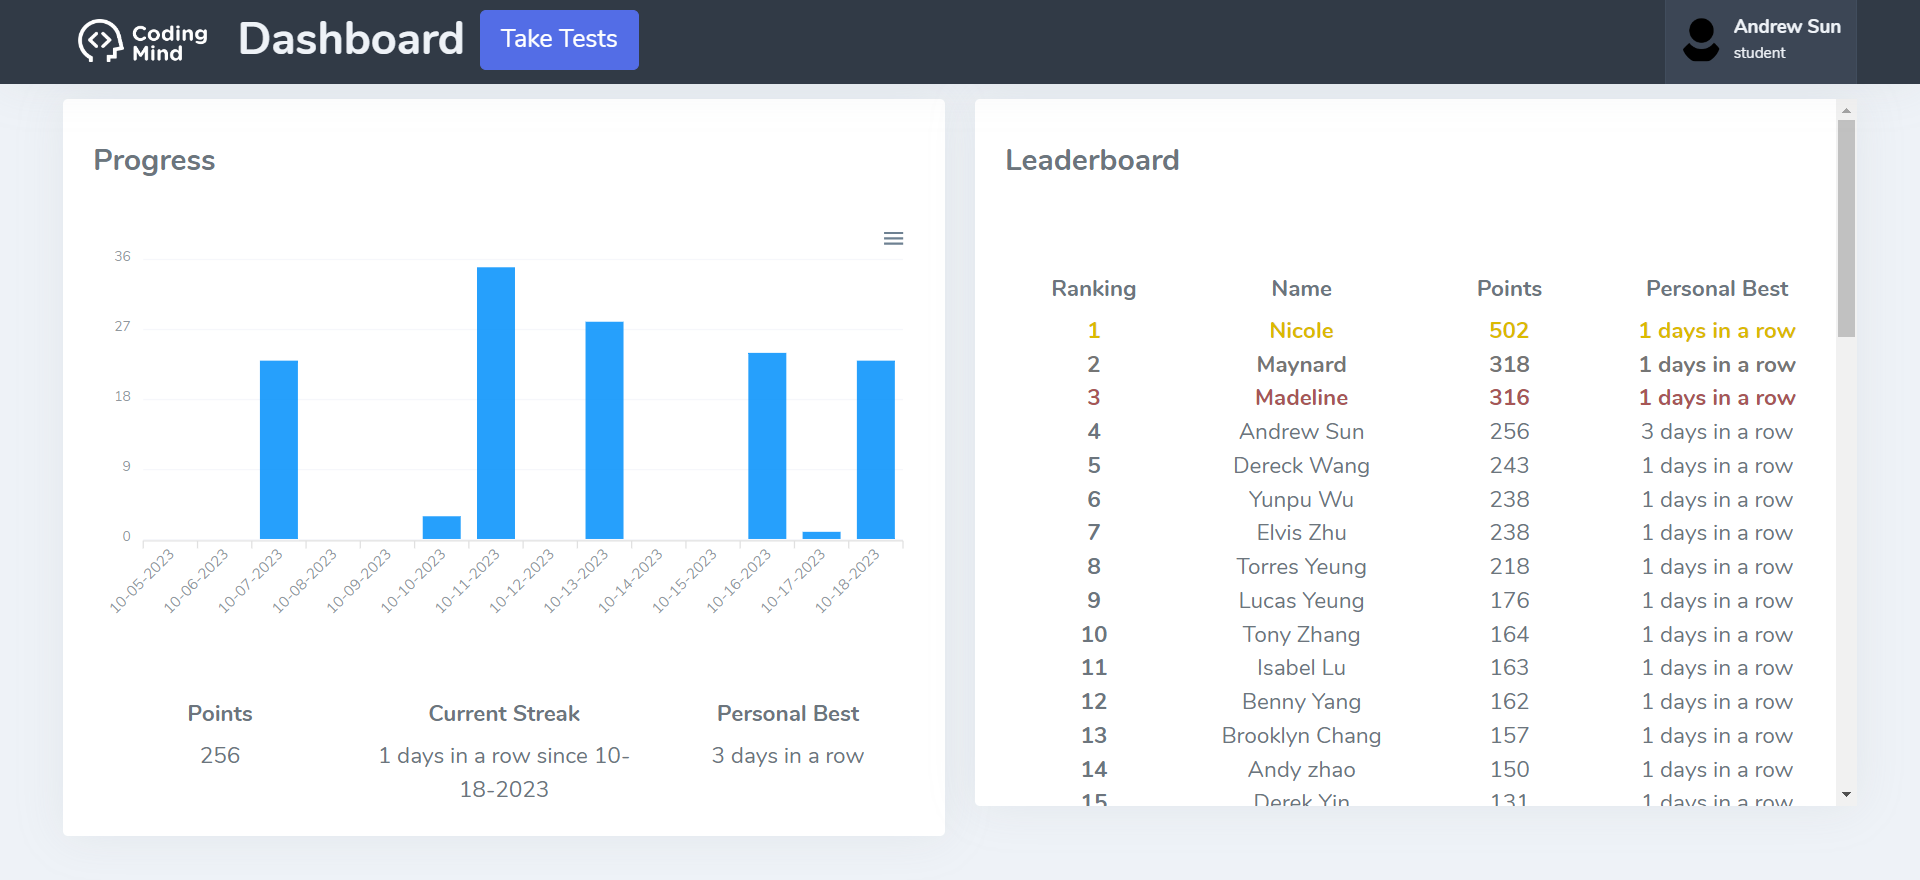 Coding
Mind
Dashboard
Take Tests
Andrew Sun
student
Progress
36
27
18
9
0
10-05-2023
10-06-2023
10-07-2023
10-08-2023
10-09-2023
10-10-2023
10-11-2023
10-12-2023
10-13-2023
10-14-2023
10-15-2023
10-16-2023
10-17-2023
10-18-2023
Points Current Streak Personal Best
256 1 days in a row since 10- 3 days in a row
18-2023
Leaderboard
Ranking Name Points Personal Best
1 Nicole 502 1 days in a row
2 Maynard 318 1 days in a row
3 Madeline 316 1 days in a row
4 Andrew Sun 256 3 days in a row
5 Dereck Wang 243 1 days in a row
6 Yunpu Wu 238 1 days in a row
7 Elvis Zhu 238 1 days in a row
8 Torres Yeung 218 1 days in a row
9 Lucas Yeung 176 1 days in a row
10 Tony Zhang 164 1 days in a row
11 Isabel Lu 163 1 days in a row
12 Benny Yang 162 1 days in a row
13 Brooklyn Chang 157 1 days in a row
14 Andy zhao 150 1 days in a row
15 Derek Yin 131 1 days in a row